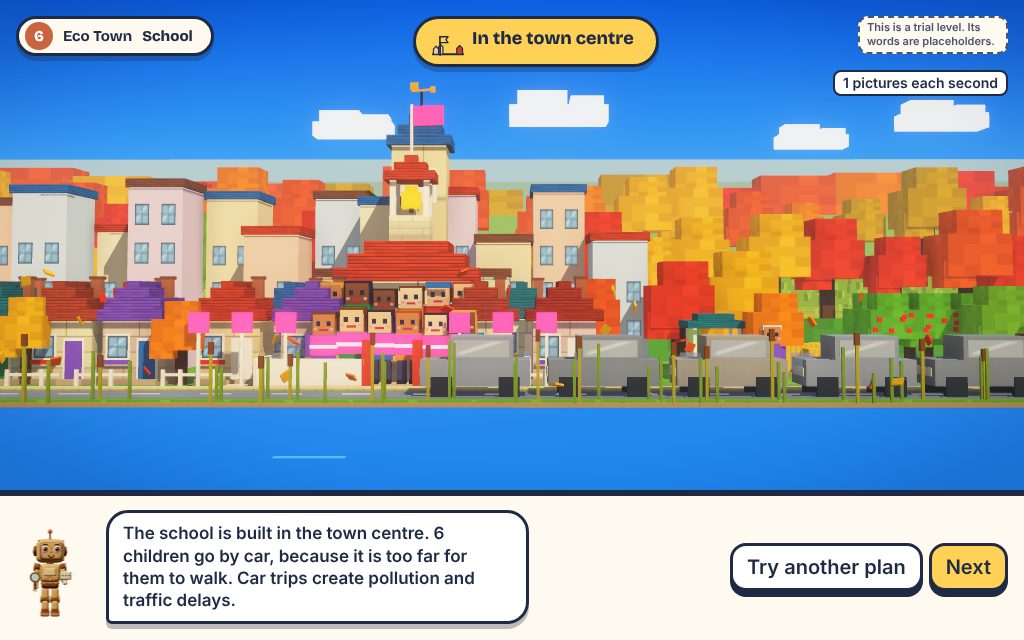 6 Eco Town School
In the town centre
This is a trial level. Its
words are placeholders.
1 pictures each second
The school is built in the town centre. 6
children go by car, because it is too far for
them to walk. Car trips create pollution and
traffic delays.
Try another plan
Next